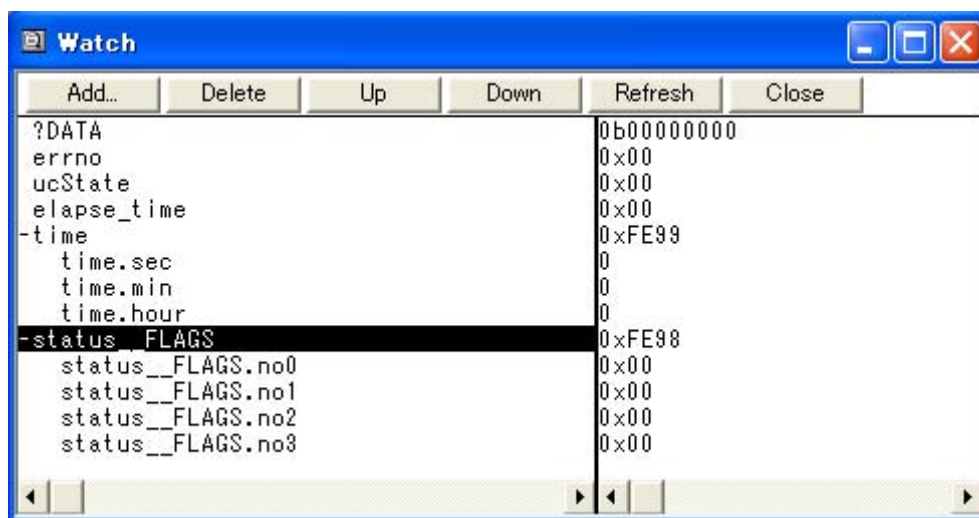 Watch
Add... Delete Up Down Refresh Close
?DATA 0b00000000
errno 0x00
ucState 0x00
elapse_time 0x00
-time 0xFE99
time.sec 0
time.min 0
time.hour 0
-status__FLAGS 0xFE98
status__FLAGS.no0 0x00
status__FLAGS.no1 0x00
status__FLAGS.no2 0x00
status__FLAGS.no3 0x00